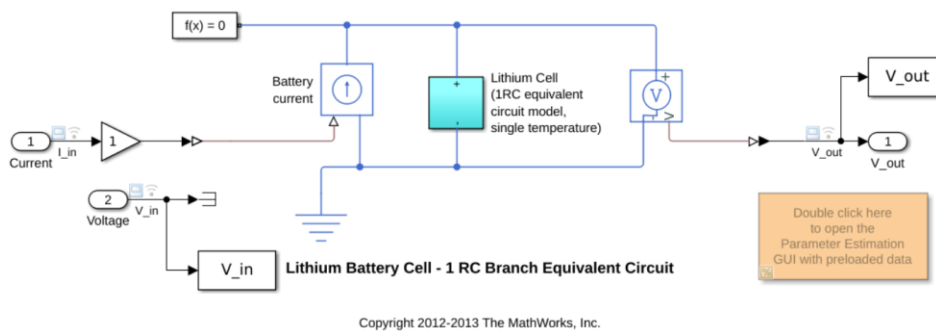 f(x) = 0
Battery
current
+
-
Lithium Cell
(1RC equivalent
circuit model,
single temperature)
+
V
-
V
V_out
1
Current
I_in
1
V_out
1
V_out
2
Voltage
V_in
V_in
Lithium Battery Cell - 1 RC Branch Equivalent Circuit
Double click here
to open the
Parameter Estimation
GUI with preloaded data
Copyright 2012-2013 The MathWorks, Inc.